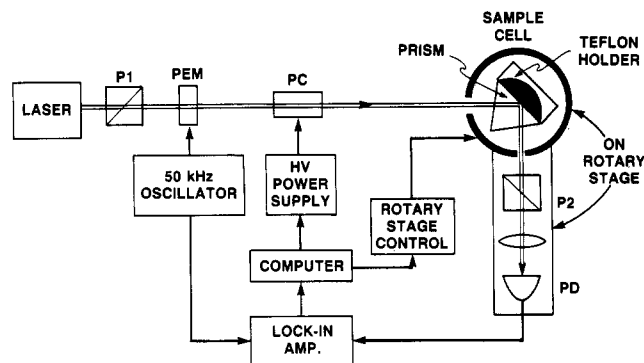 SAMPLE
CELL
PRISM
TEFLON
HOLDER
P1
PEM
PC
LASER
50 kHz
OSCILLATOR
HV
POWER
SUPPLY
ROTARY
STAGE
CONTROL
COMPUTER
LOCK-IN
AMP.
ON
ROTARY
STAGE
P2
PD